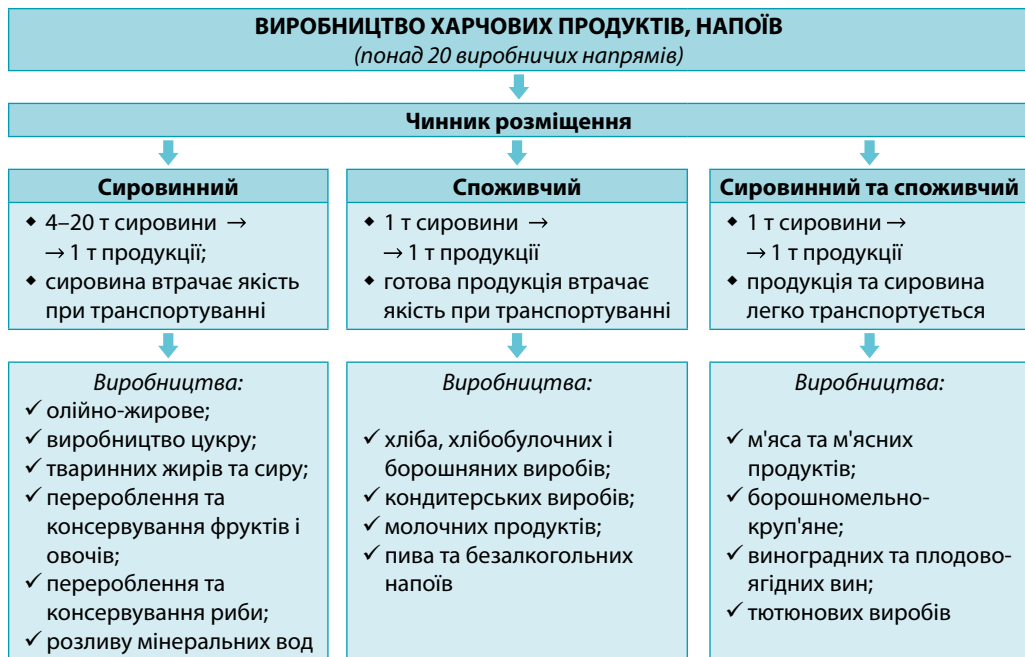 ВИРОБНИЦТВО ХАРЧОВИХ ПРОДУКТІВ, НАПОЇВ
(понад 20 виробничих напрямів)
Чинник розміщення
Сировинний
◆ 4–20 т сировини →
→ 1 т продукції;
◆ сировина втрачає якість
при транспортуванні
Виробництва:
✓ олійно-жирове;
✓ виробництво цукру;
✓ тваринних жирів та сиру;
✓ перероблення та
консервування фруктів і
овочів;
✓ перероблення та
консервування риби;
✓ розливу мінеральних вод
Споживчий
◆ 1 т сировини →
→ 1 т продукції
◆ готова продукція втрачає
якість при транспортуванні
Виробництва:
✓ хліба, хлібобулочних і
борошняних виробів;
✓ кондитерських виробів;
✓ молочних продуктів;
✓ пива та безалкогольних
напоїв
Сировинний та споживчий
◆ 1 т сировини →
→ 1 т продукції
◆ продукція та сировина
легко транспортується
Виробництва:
✓ м'яса та м'ясних
продуктів;
✓ борошномельно-
круп'яне;
✓ виноградних та плодово-
ягідних вин;
✓ тютюнових виробів